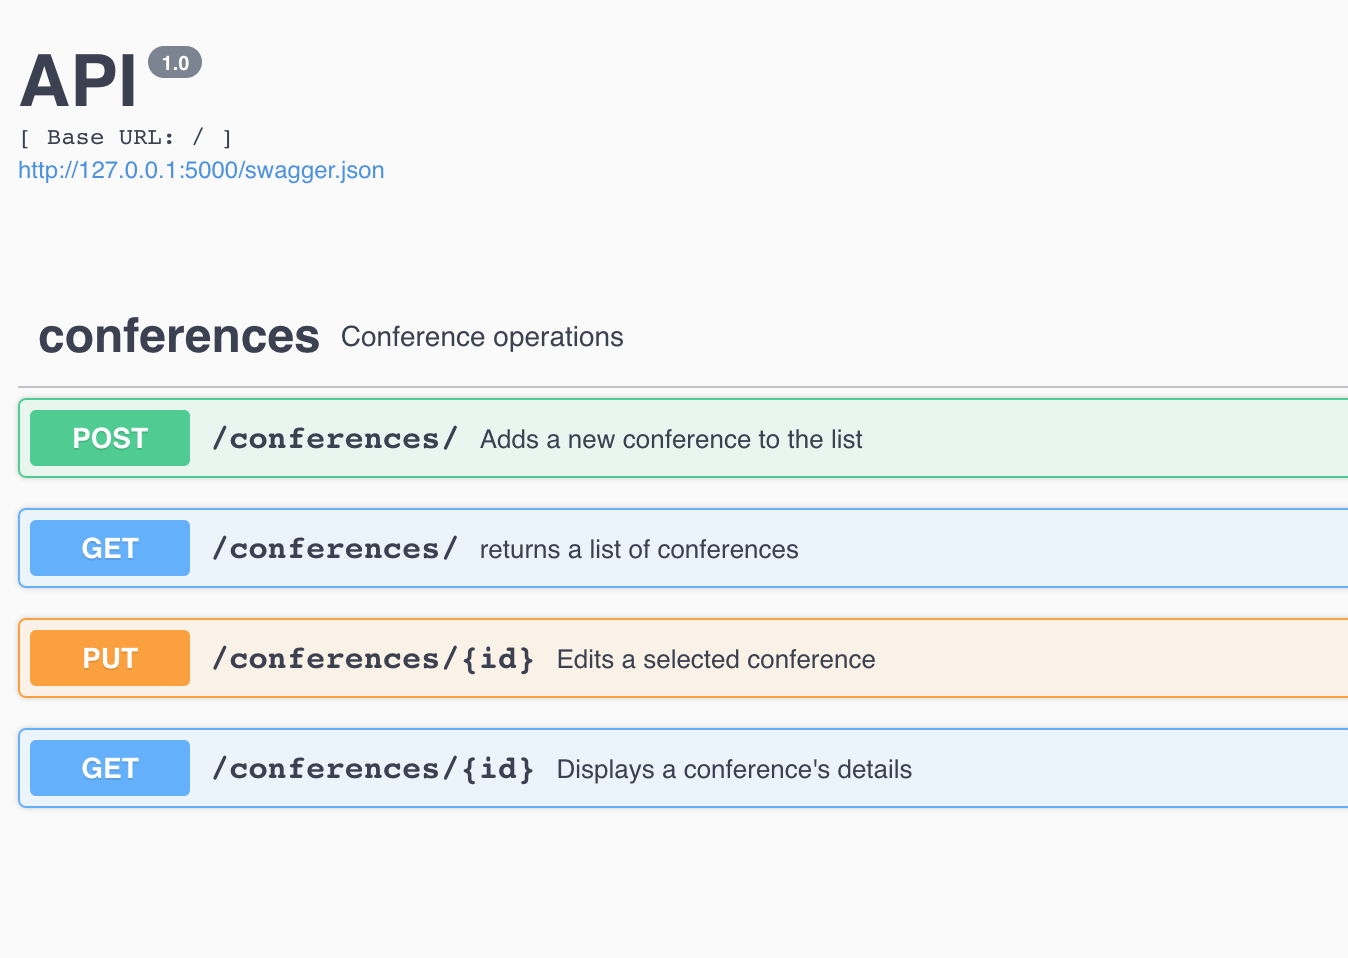 API 1.0
[ Base URL: / ]
http://127.0.0.1:5000/swagger.json
conferences Conference operations
POST /conferences/ Adds a new conference to the list
GET /conferences/ returns a list of conferences
PUT /conferences/{id} Edits a selected conference
GET /conferences/{id} Displays a conference's details